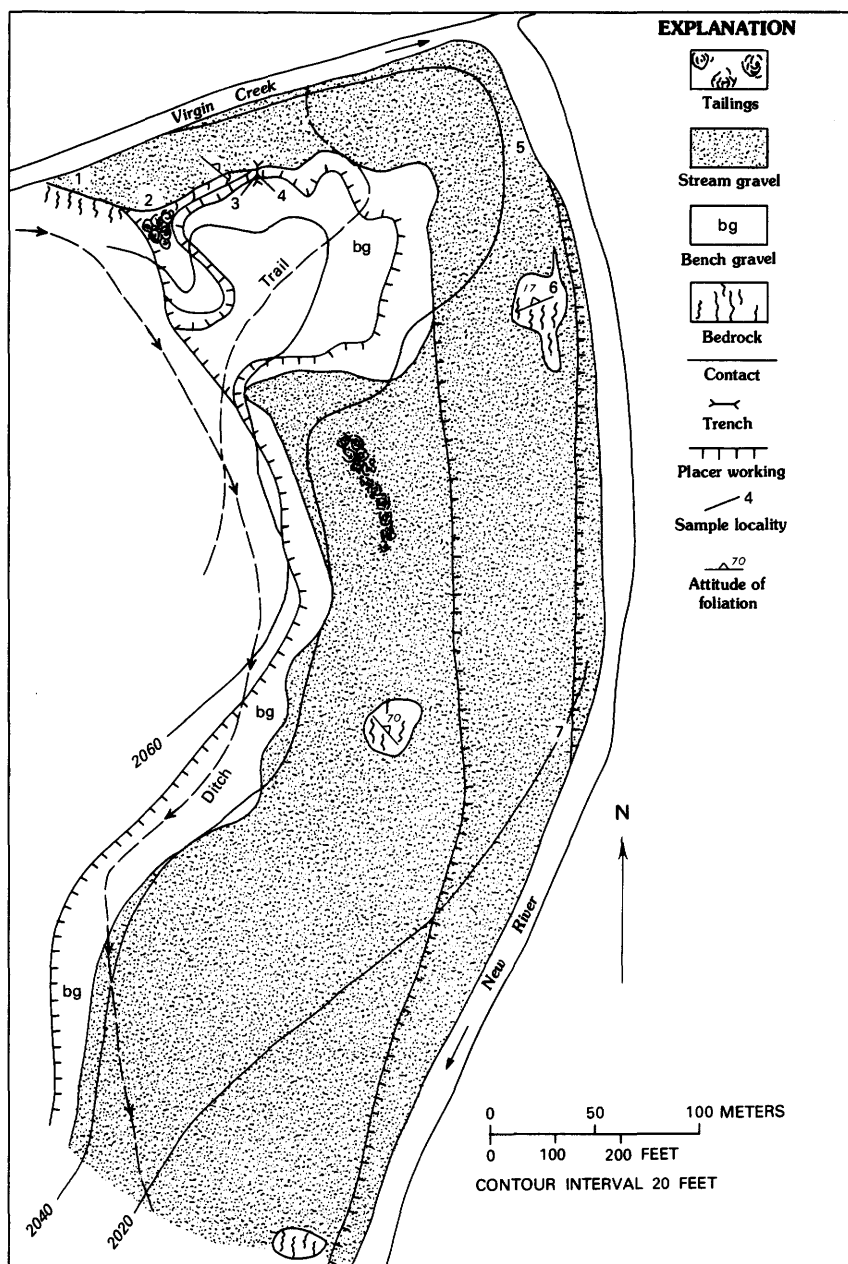 EXPLANATION
Tailings
Stream gravel
bg
Bench gravel
Bedrock
Contact
Trench
Placer working
4
Sample locality
70
Attitude of
foliation
Virgin Creek
1
2
3
4
5
Trail
bg
17
6
70
7
2060
bg
Ditch
N
New River
bg
2040
2020
0 50 100 METERS
0 100 200 FEET
CONTOUR INTERVAL 20 FEET